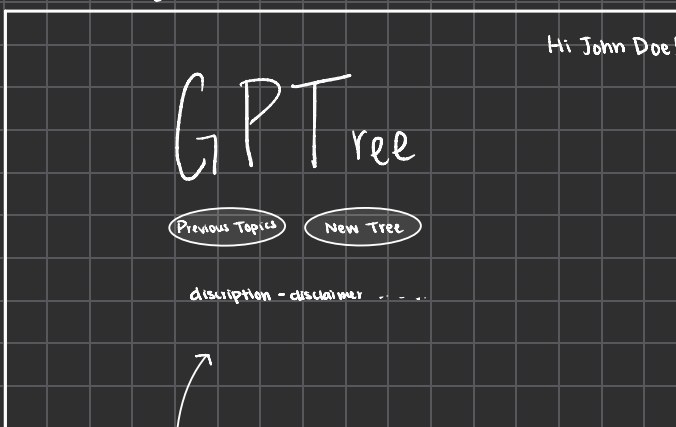 Hi John Doe
GPTree
Previous Topics
New Tree
discription - disclaimer